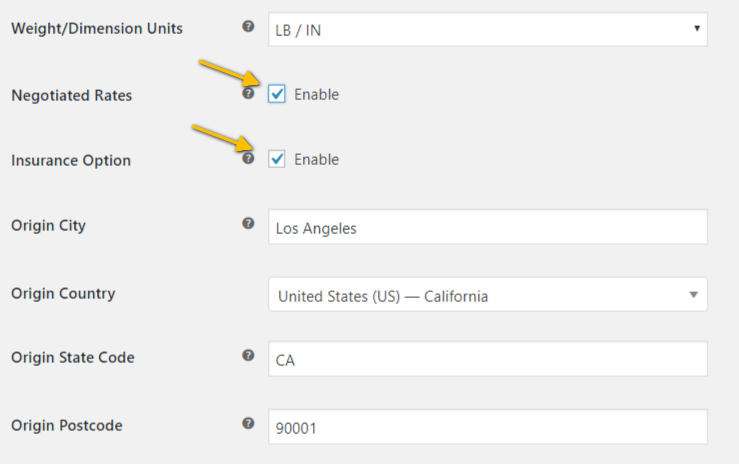 Weight/Dimension Units ? LB / IN
Negotiated Rates ? Enable
Insurance Option ? Enable
Origin City ? Los Angeles
Origin Country United States (US) — California
Origin State Code ? CA
Origin Postcode ? 90001